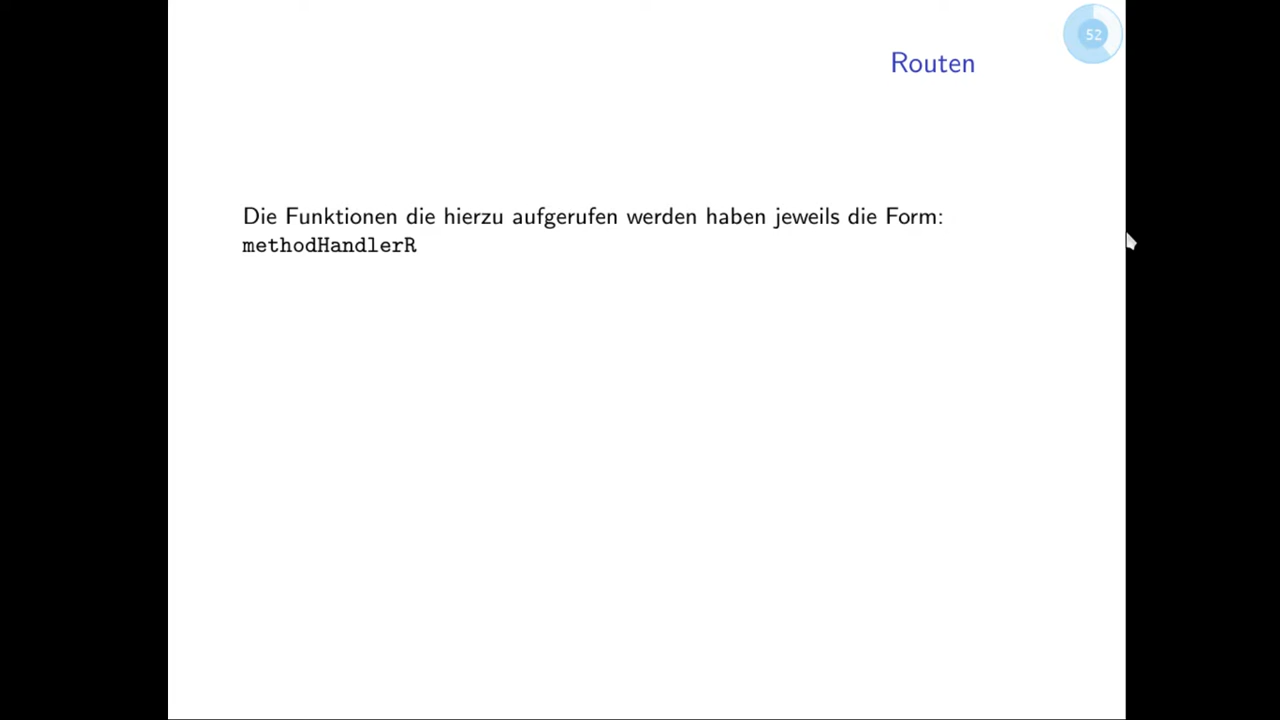 52
Routen
Die Funktionen die hierzu aufgerufen werden haben jeweils die Form:
methodHandlerR